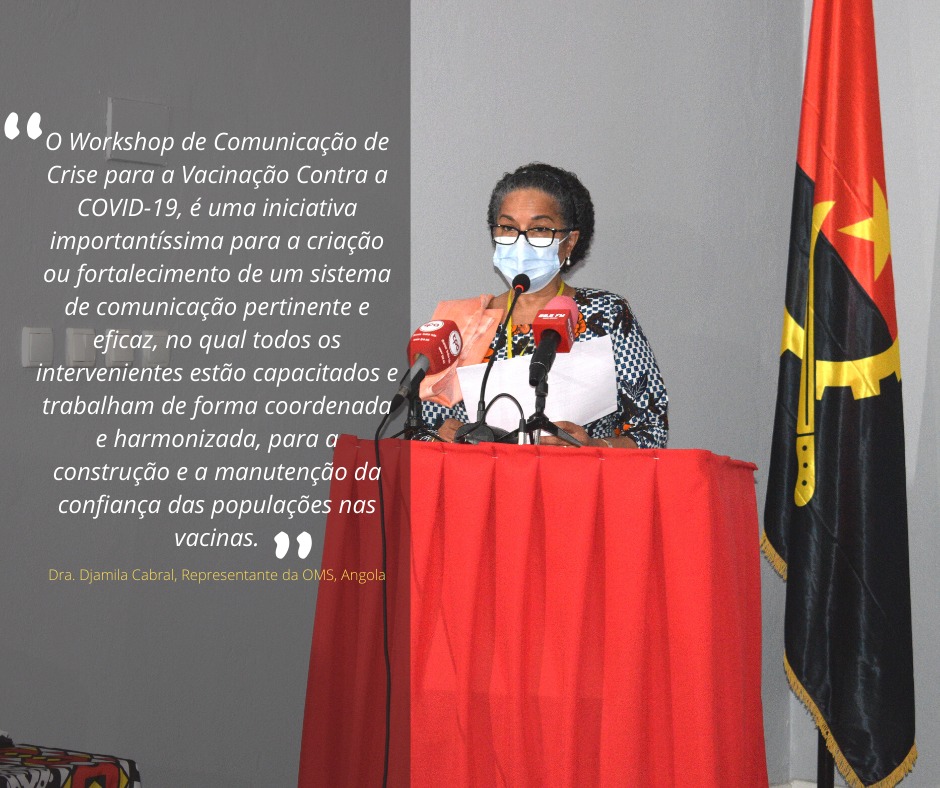 O Workshop de Comunicação de
Crise para a Vacinação Contra a
COVID-19, é uma iniciativa
importantíssima para a criação
ou fortalecimento de um sistema
de comunicação pertinente e
eficaz, no qual todos os
intervenientes estão capacitados e
trabalham de forma coordenada
e harmonizada, para a
construção e a manutenção da
confiança das populações nas
vacinas.
Dra. Djamila Cabral, Representante da OMS, Angola